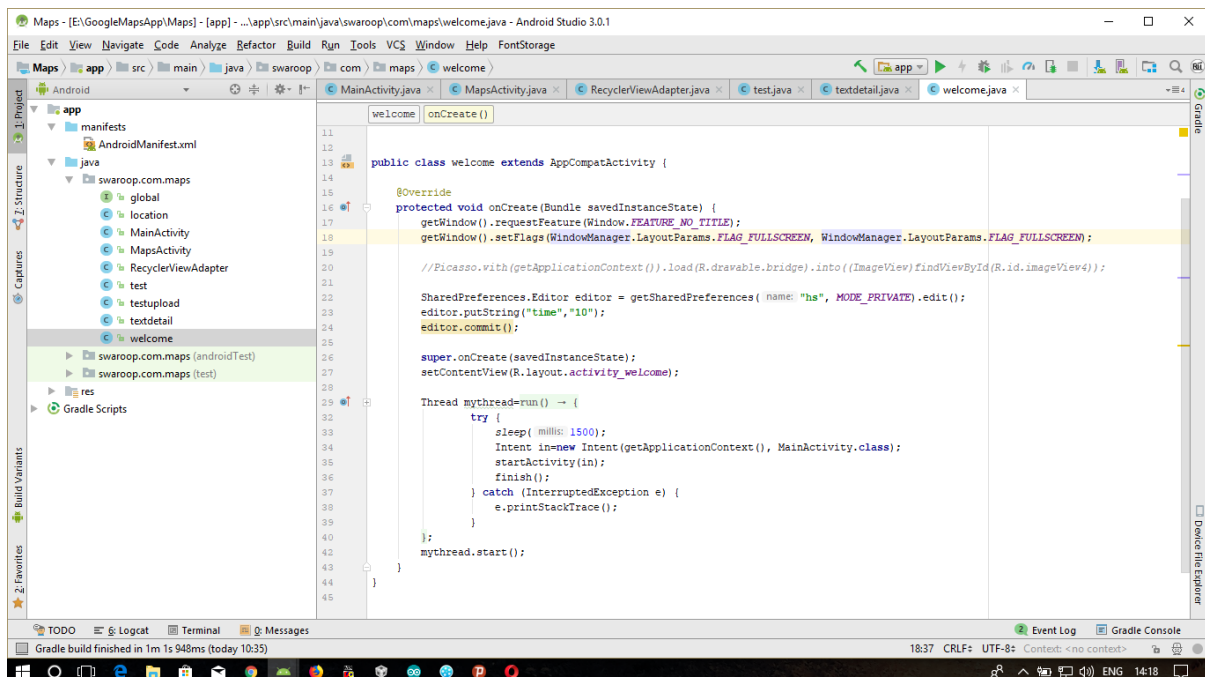 Maps - [E:\GoogleMapsApp\Maps] - [app] - ...\app\src\main\java\swaroop\com\maps\welcome.java - Android Studio 3.0.1
File Edit View Navigate Code Analyze Refactor Build Run Tools VCS Window Help FontStorage
Maps app src main java swaroop com maps welcome app
Android MainActivity.java MapsActivity.java RecyclerViewAdapter.java test.java textdetail.java welcome.java
1: Project
Z: Structure
Captures
Build Variants
2: Favorites
app
manifests
AndroidManifest.xml
java
swaroop.com.maps
global
location
MainActivity
MapsActivity
RecyclerViewAdapter
test
testupload
textdetail
welcome
swaroop.com.maps (androidTest)
swaroop.com.maps (test)
res
Gradle Scripts
welcome onCreate()
11
12
13 public class welcome extends AppCompatActivity {
14
15 @Override
16 protected void onCreate(Bundle savedInstanceState) {
17 getWindow().requestFeature(Window.FEATURE_NO_TITLE);
18 getWindow().setFlags(WindowManager.LayoutParams.FLAG_FULLSCREEN, WindowManager.LayoutParams.FLAG_FULLSCREEN);
19
20 //Picasso.with(getApplicationContext()).load(R.drawable.bridge).into((ImageView)findViewById(R.id.imageView4));
21
22 SharedPreferences.Editor editor = getSharedPreferences( name: "hs", MODE_PRIVATE).edit();
23 editor.putString("time","10");
24 editor.commit();
25
26 super.onCreate(savedInstanceState);
27 setContentView(R.layout.activity_welcome);
28
29 Thread mythread=run() → {
32 try {
33 sleep( millis: 1500);
34 Intent in=new Intent(getApplicationContext(), MainActivity.class);
35 startActivity(in);
36 finish();
37 } catch (InterruptedException e) {
38 e.printStackTrace();
39 }
40 };
42 mythread.start();
43 }
44 }
45
Gradle
Device File Explorer
TODO 6: Logcat Terminal 0: Messages 2 Event Log Gradle Console
Gradle build finished in 1m 1s 948ms (today 10:35) 18:37 CRLF UTF-8 Context: <no context>
ENG 14:18